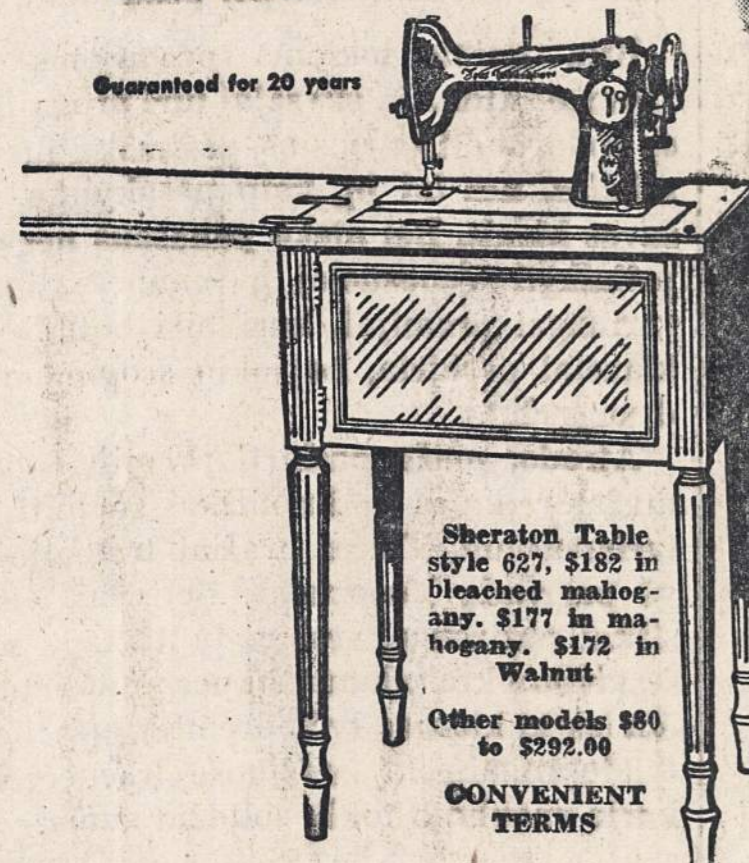 Guaranteed for 20 years
Sheraton Table
style 627, $182 in
bleached mahog-
any. $177 in ma-
hogany. $172 in
Walnut
Other models $80
to $292.00
CONVENIENT
TERMS